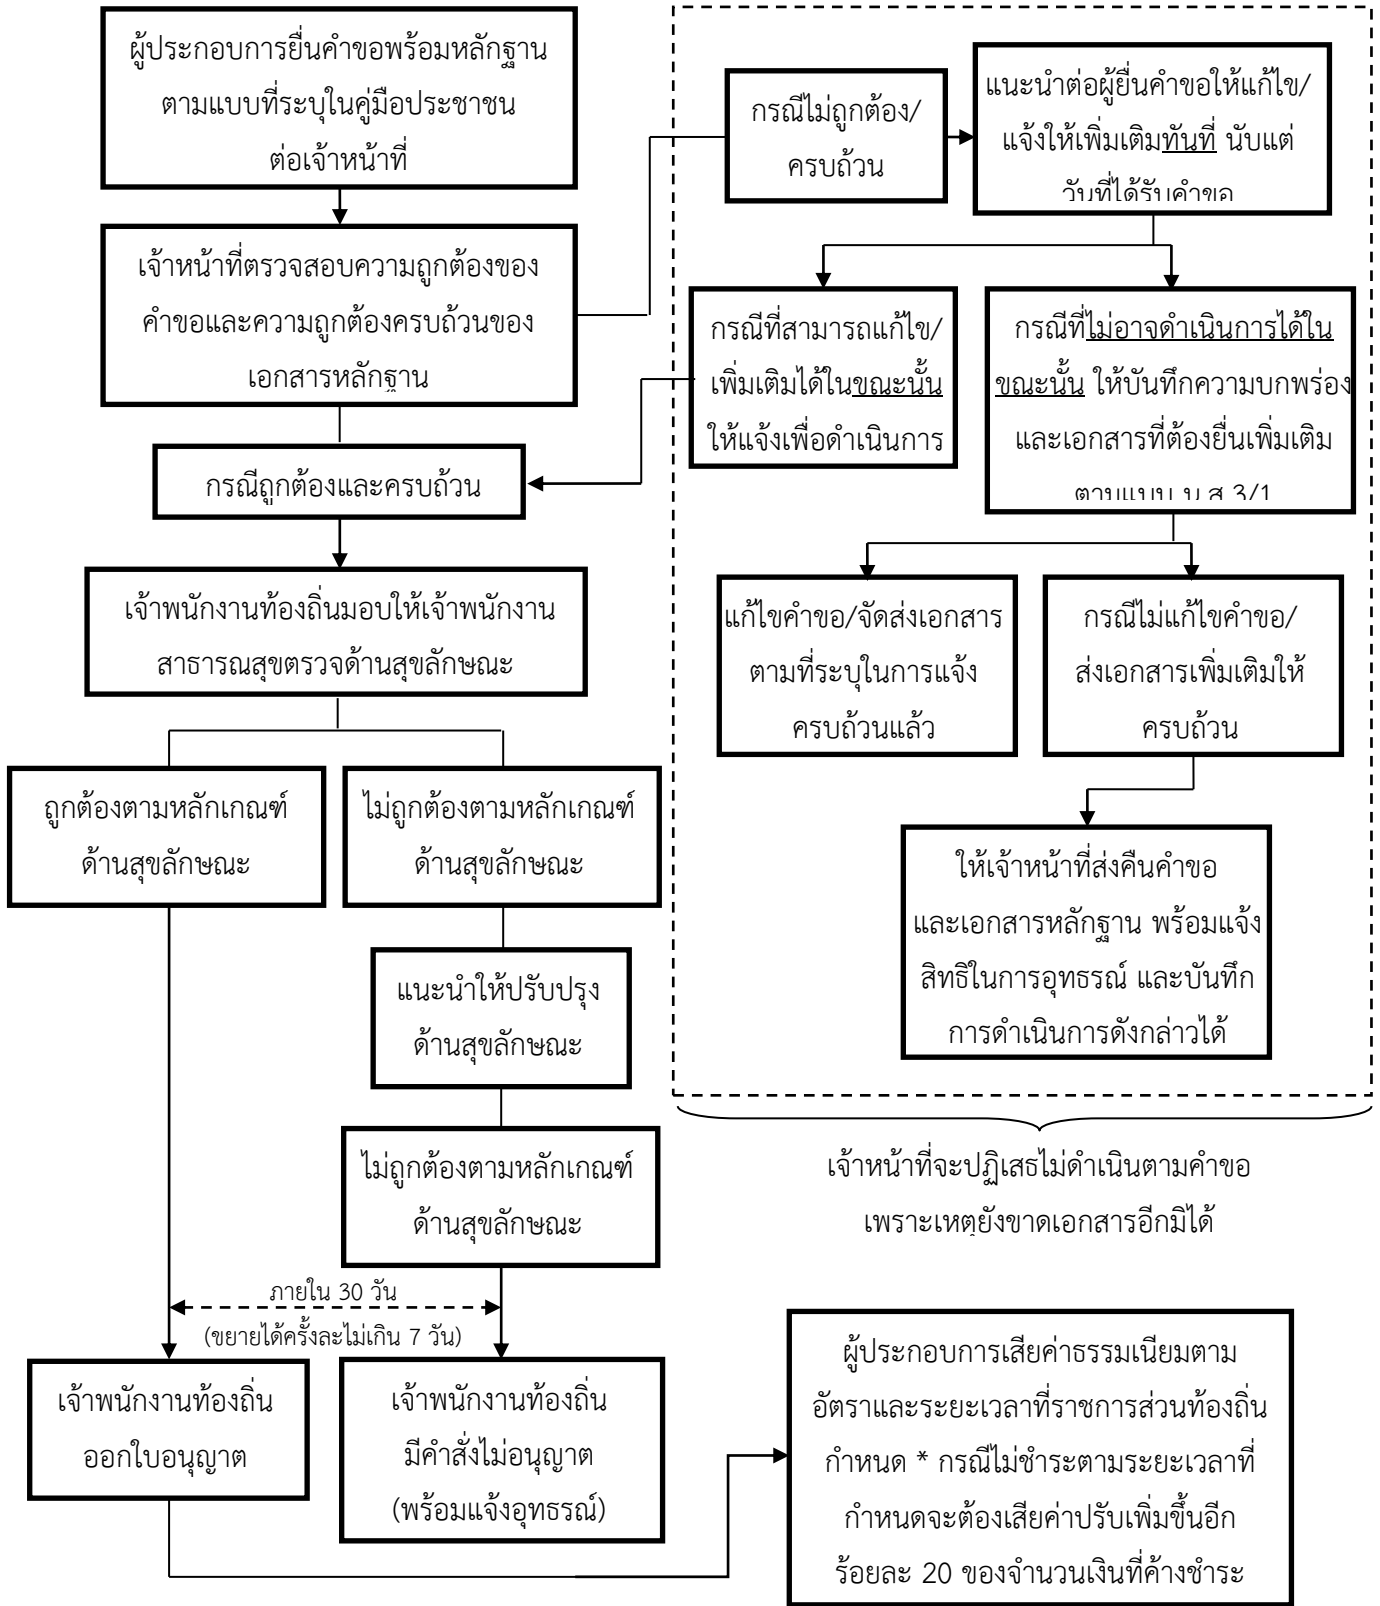 ผู้ประกอบการยื่นคำขอพร้อมหลักฐาน
ตามแบบที่ระบุในคู่มือประชาชน
ต่อเจ้าหน้าที่
เจ้าหน้าที่ตรวจสอบความถูกต้องของ
คำขอและความถูกต้องครบถ้วนของ
เอกสารหลักฐาน
กรณีไม่ถูกต้อง/
ครบถ้วน
แนะนำต่อผู้ยื่นคำขอให้แก้ไข/
แจ้งให้เพิ่มเติมทันที่ นับแต่
วันที่ได้รับคำขอ
กรณีที่สามารถแก้ไข/
เพิ่มเติมได้ในขณะนั้น
ให้แจ้งเพื่อดำเนินการ
กรณีที่ไม่อาจดำเนินการได้ใน
ขณะนั้น ให้บันทึกความบกพร่อง
และเอกสารที่ต้องยื่นเพิ่มเติม
ตามแบบ น.ส.3/1
กรณีถูกต้องและครบถ้วน
เจ้าพนักงานท้องถิ่นมอบให้เจ้าพนักงาน
สาธารณสุขตรวจด้านสุขลักษณะ
แก้ไขคำขอ/จัดส่งเอกสาร
ตามที่ระบุในการแจ้ง
ครบถ้วนแล้ว
กรณีไม่แก้ไขคำขอ/
ส่งเอกสารเพิ่มเติมให้
ครบถ้วน
ถูกต้องตามหลักเกณฑ์
ด้านสุขลักษณะ
ไม่ถูกต้องตามหลักเกณฑ์
ด้านสุขลักษณะ
ให้เจ้าหน้าที่ส่งคืนคำขอ
และเอกสารหลักฐาน พร้อมแจ้ง
สิทธิในการอุทธรณ์ และบันทึก
การดำเนินการดังกล่าวได้
แนะนำให้ปรับปรุง
ด้านสุขลักษณะ
ไม่ถูกต้องตามหลักเกณฑ์
ด้านสุขลักษณะ
เจ้าหน้าที่จะปฏิเสธไม่ดำเนินตามคำขอ
เพราะเหตุยังขาดเอกสารอีกมิได้
ภายใน 30 วัน
(ขยายได้ครั้งละไม่เกิน 7 วัน)
เจ้าพนักงานท้องถิ่น
ออกใบอนุญาต
เจ้าพนักงานท้องถิ่น
มีคำสั่งไม่อนุญาต
(พร้อมแจ้งอุทธรณ์)
ผู้ประกอบการเสียค่าธรรมเนียมตาม
อัตราและระยะเวลาที่ราชการส่วนท้องถิ่น
กำหนด * กรณีไม่ชำระตามระยะเวลาที่
กำหนดจะต้องเสียค่าปรับเพิ่มขึ้นอีก
ร้อยละ 20 ของจำนวนเงินที่ค้างชำระ